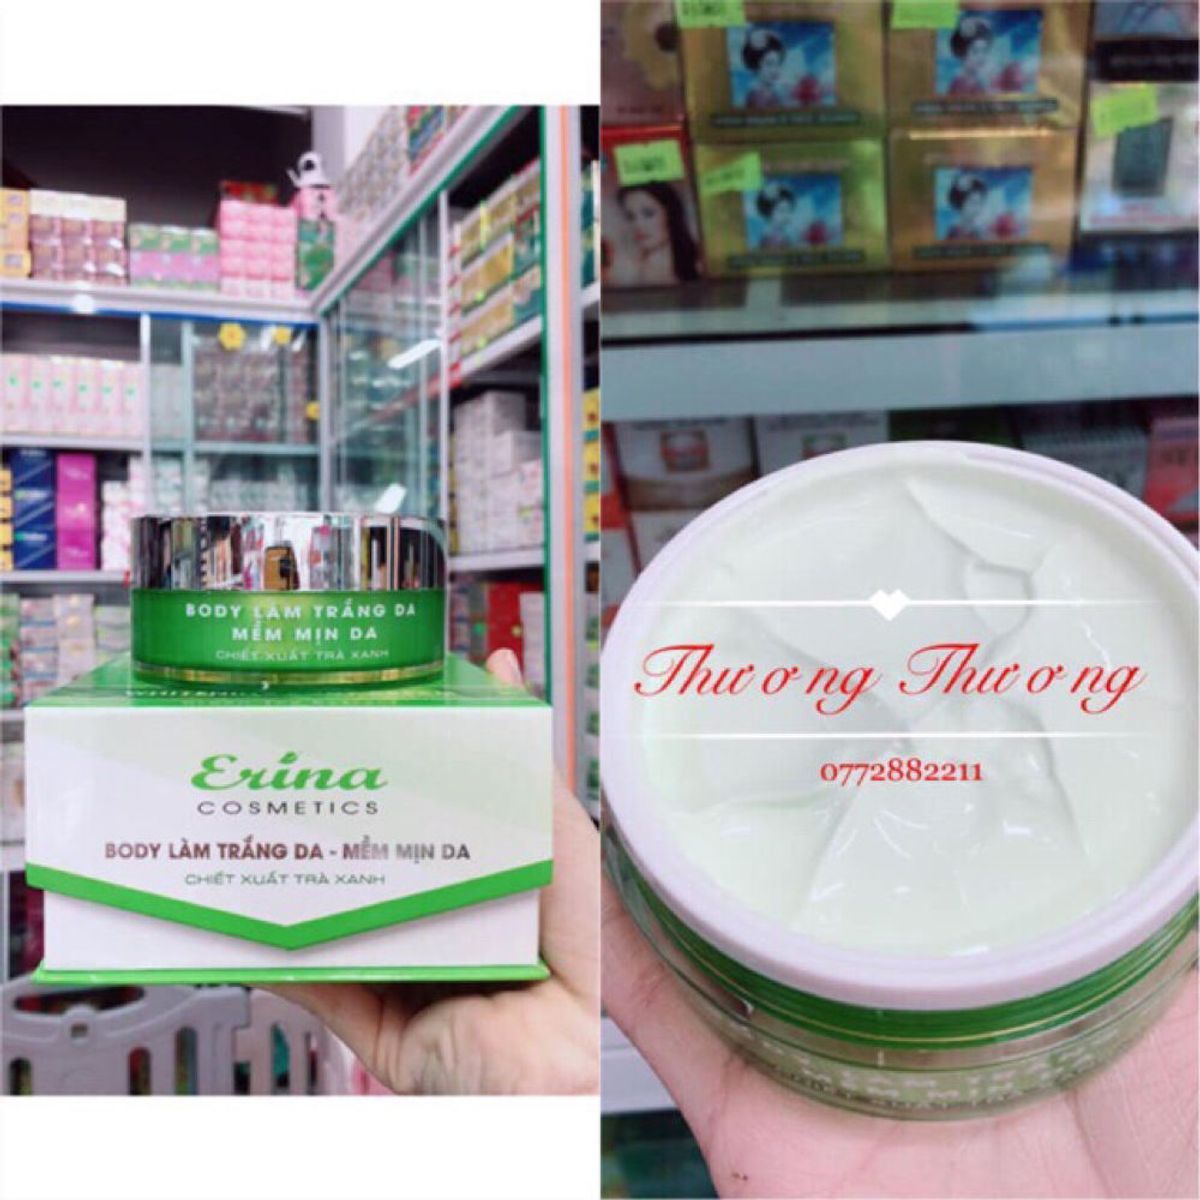 BODY LÀM TRẮNG DA
MỀM MỊN DA
CHIẾT XUẤT TRÀ XANH
Erina
COSMETICS
BODY LÀM TRẮNG DA - MỀM MỊN DA
CHIẾT XUẤT TRÀ XANH
Thương Thương
0772882211